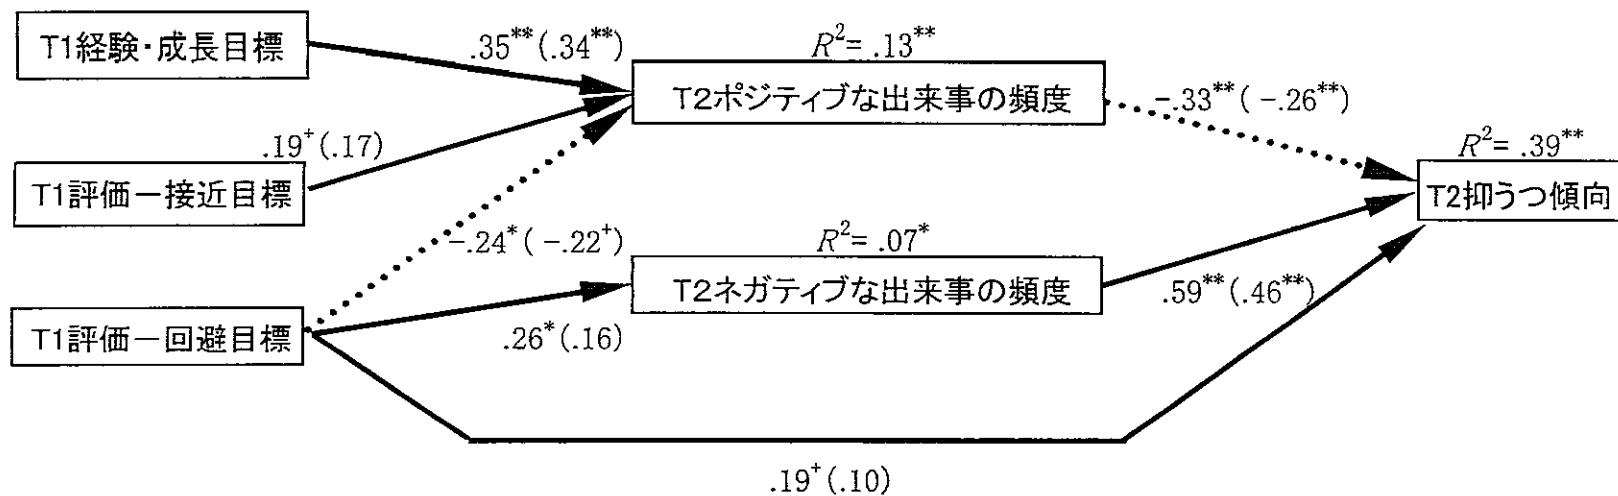 T1経験・成長目標
.35**(.34**)
R²= .13**
T2ポジティブな出来事の頻度
-.33**( -.26**)
.19⁺(.17)
R²= .39**
T1評価－接近目標
T2抑うつ傾向
-.24*( -.22⁺)
R²= .07*
T2ネガティブな出来事の頻度
.59**(.46**)
T1評価－回避目標
.26*(.16)
.19⁺(.10)